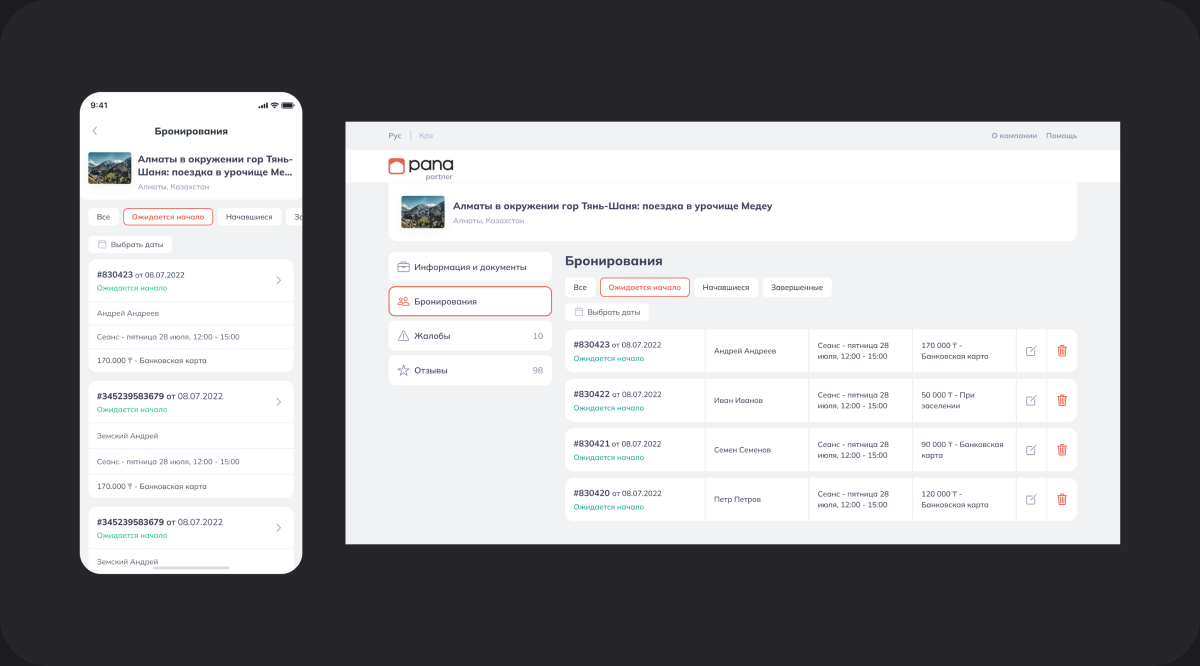 9:41
Бронирования
Алматы в окружении гор Тянь-
Шаня: поездка в урочище Ме...
Алматы, Казахстан
Все
Ожидается начало
Начавшиеся
За
Выбрать даты
#830423 от 08.07.2022
Ожидается начало
Андрей Андреев
Сеанс - пятница 28 июля, 12:00 - 15:00
170.000 ₸ - Банковская карта
#345239583679 от 08.07.2022
Ожидается начало
Земский Андрей
Сеанс - пятница 28 июля, 12:00 - 15:00
170.000 ₸ - Банковская карта
#345239583679 от 08.07.2022
Ожидается начало
Земский Андрей
Рус
Қаз
О компании
Помощь
pana
partner
Алматы в окружении гор Тянь-Шаня: поездка в урочище Медеу
Алматы, Казахстан
Информация и документы
Бронирования
Жалобы 10
Отзывы 98
Бронирования
Все
Ожидается начало
Начавшиеся
Завершенные
Выбрать даты
#830423 от 08.07.2022
Ожидается начало
Андрей Андреев
Сеанс - пятница 28
июля, 12:00 - 15:00
170 000 ₸ -
Банковская карта
#830422 от 08.07.2022
Ожидается начало
Иван Иванов
Сеанс - пятница 28
июля, 12:00 - 15:00
50 000 ₸ - При
заселении
#830421 от 08.07.2022
Ожидается начало
Семен Семенов
Сеанс - пятница 28
июля, 12:00 - 15:00
90 000 ₸ - Банковская
карта
#830420 от 08.07.2022
Ожидается начало
Петр Петров
Сеанс - пятница 28
июля, 12:00 - 15:00
120 000 ₸ -
Банковская карта